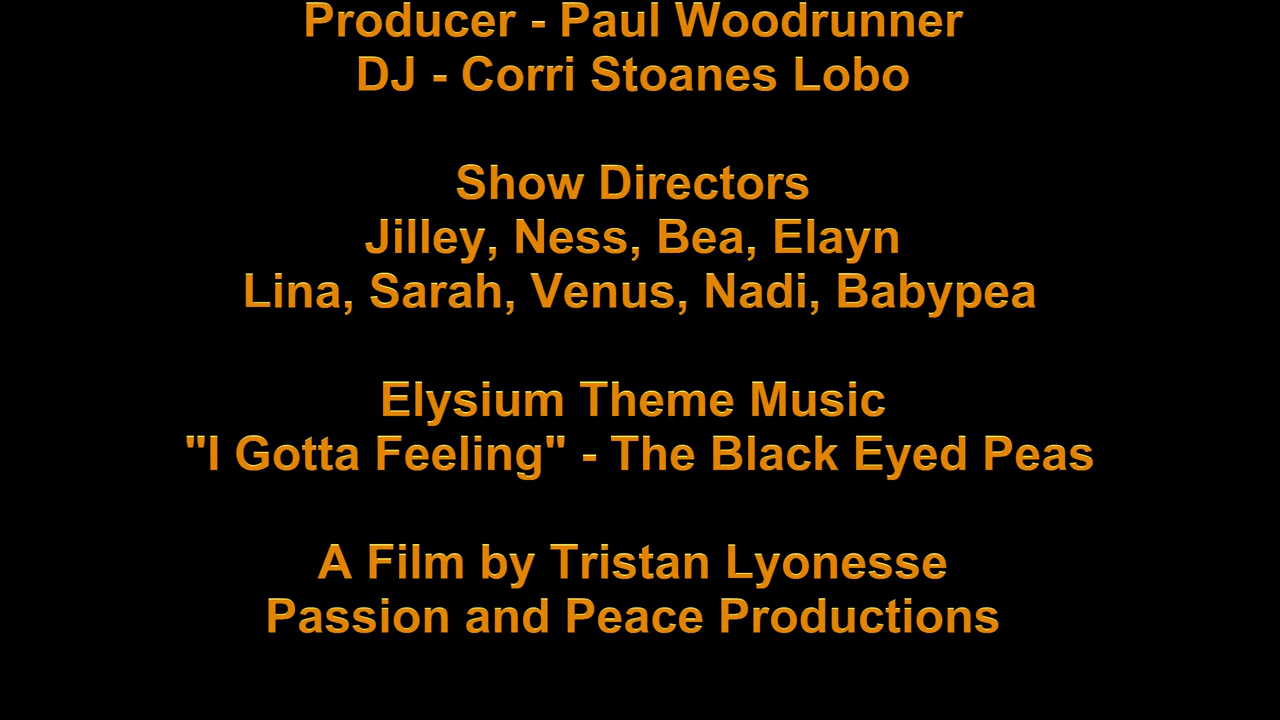 Producer - Paul Woodrunner
DJ - Corri Stoanes Lobo
Show Directors
Jilley, Ness, Bea, Elayn
Lina, Sarah, Venus, Nadi, Babypea
Elysium Theme Music
"I Gotta Feeling" - The Black Eyed Peas
A Film by Tristan Lyonesse
Passion and Peace Productions